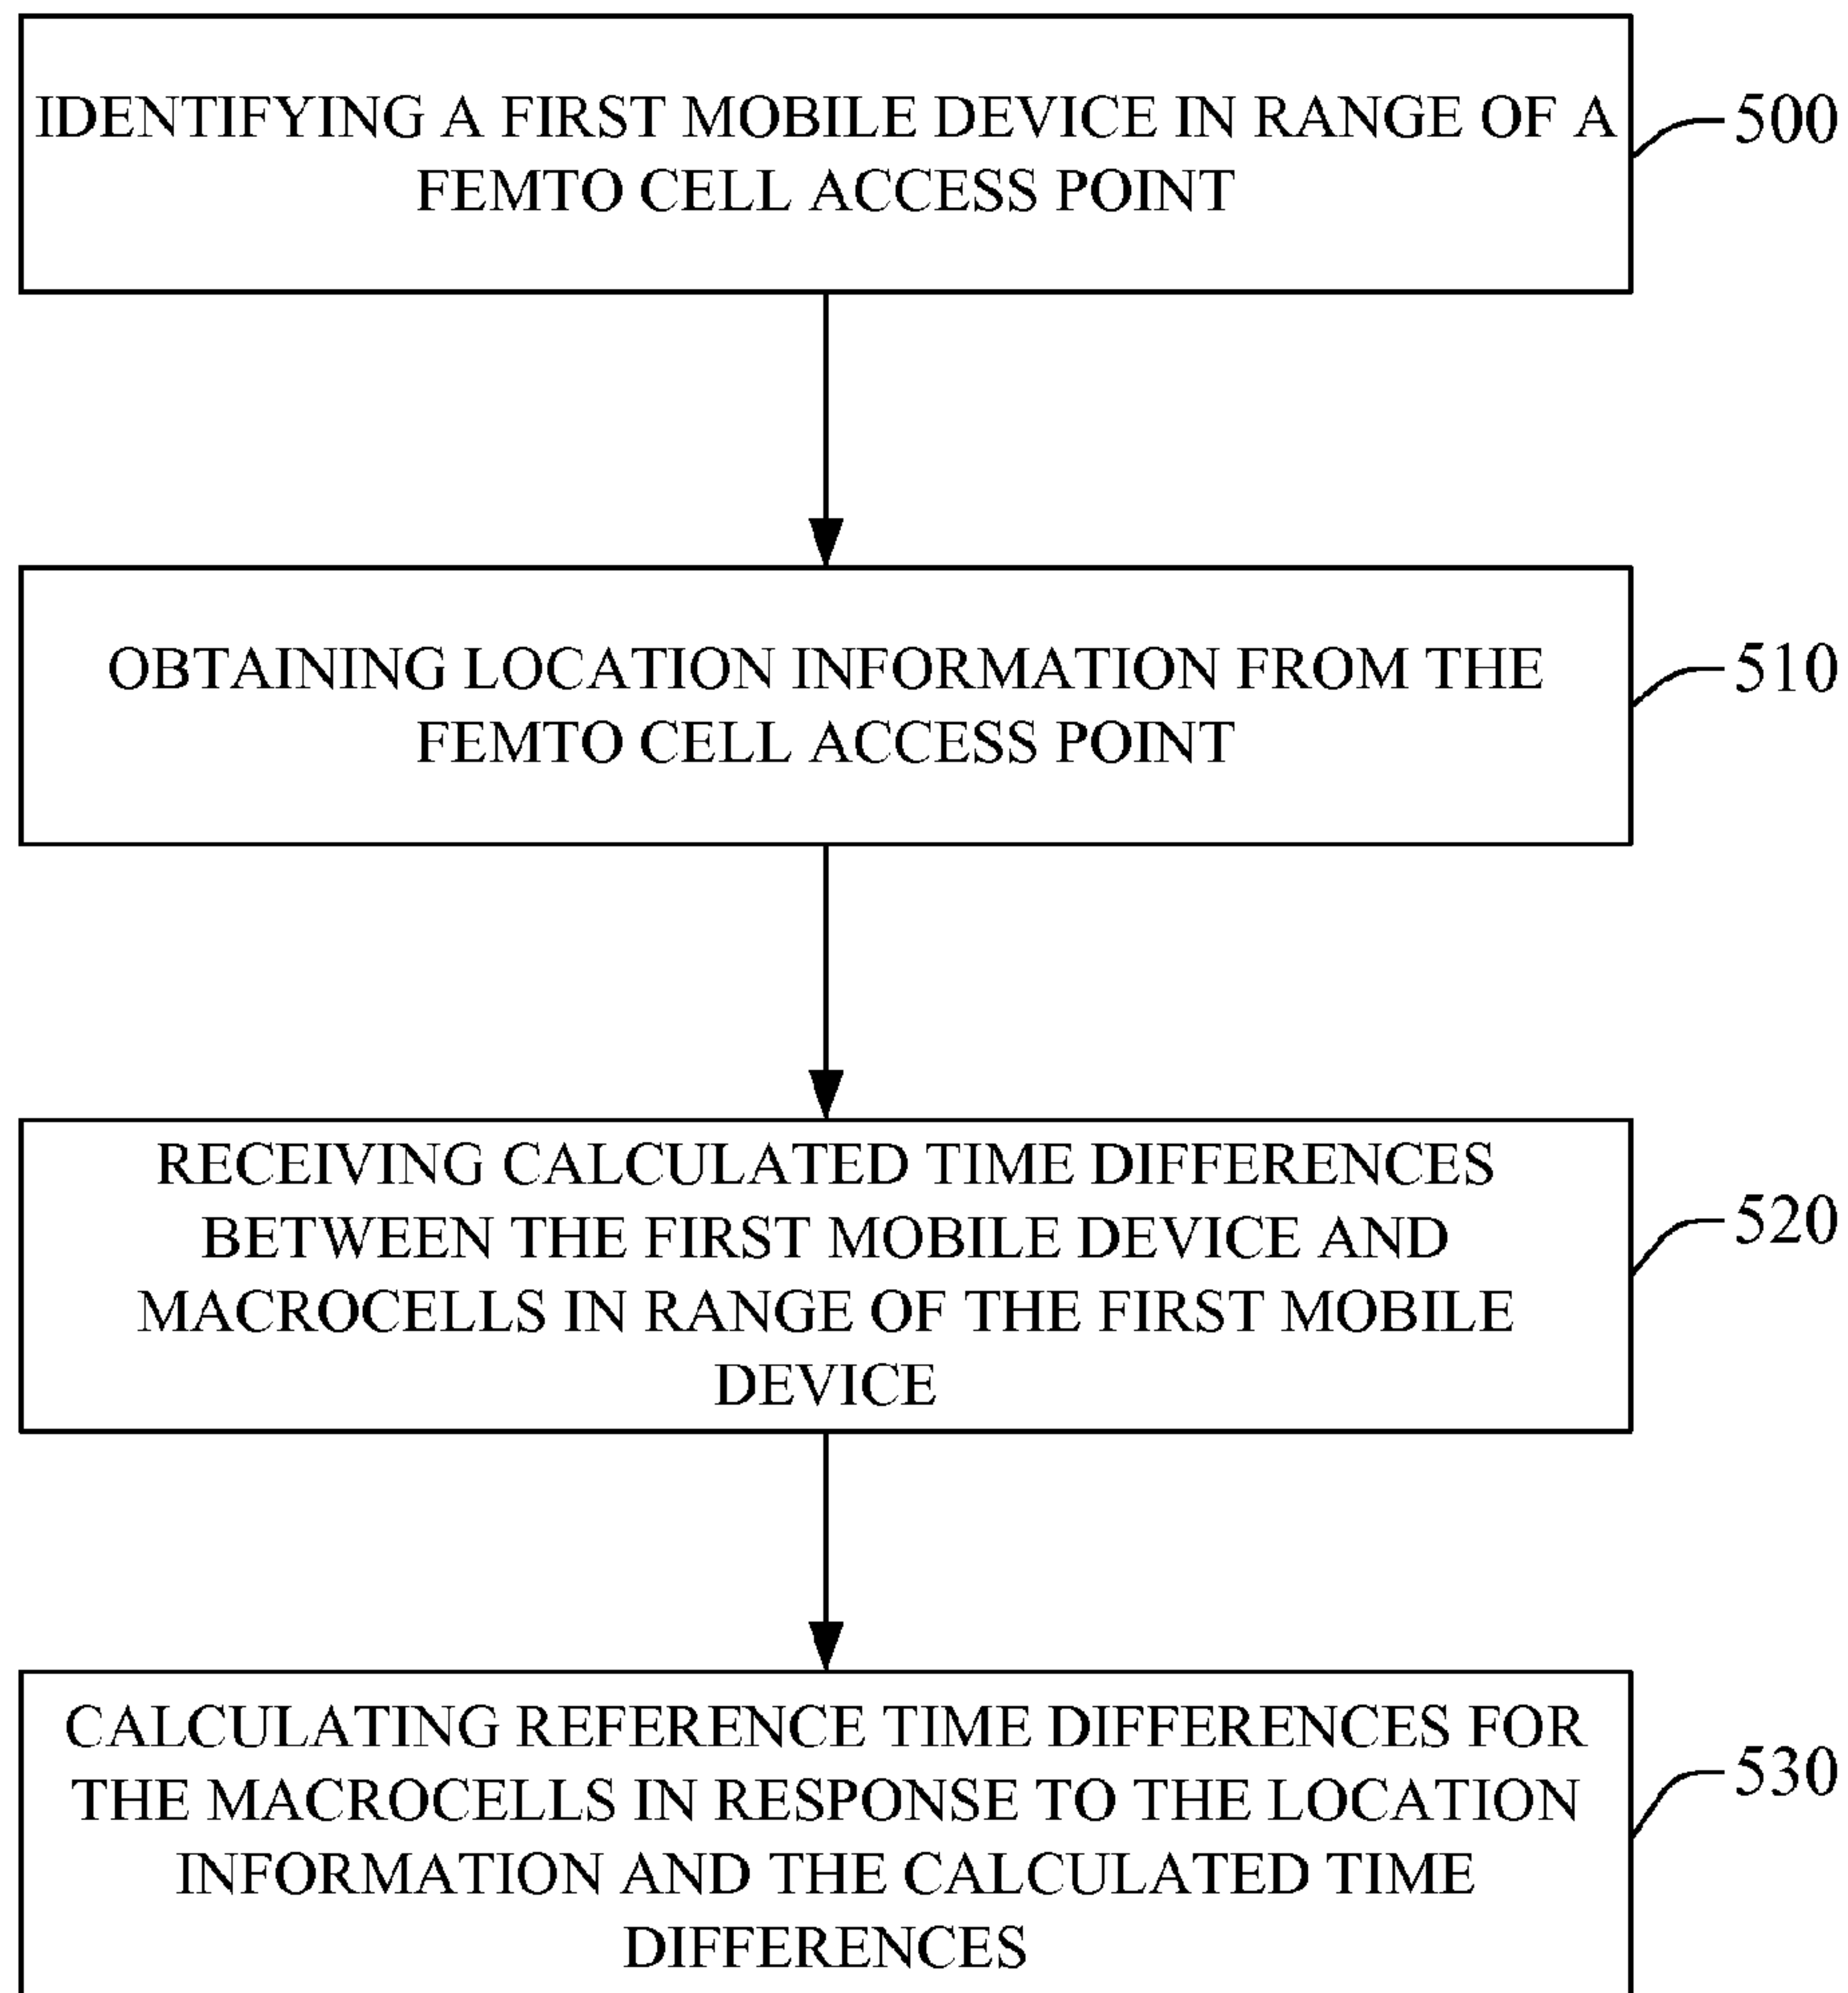 IDENTIFYING A FIRST MOBILE DEVICE IN RANGE OF A
FEMTO CELL ACCESS POINT
500
OBTAINING LOCATION INFORMATION FROM THE
FEMTO CELL ACCESS POINT
510
RECEIVING CALCULATED TIME DIFFERENCES
BETWEEN THE FIRST MOBILE DEVICE AND
MACROCELLS IN RANGE OF THE FIRST MOBILE
DEVICE
520
CALCULATING REFERENCE TIME DIFFERENCES FOR
THE MACROCELLS IN RESPONSE TO THE LOCATION
INFORMATION AND THE CALCULATED TIME
DIFFERENCES
530